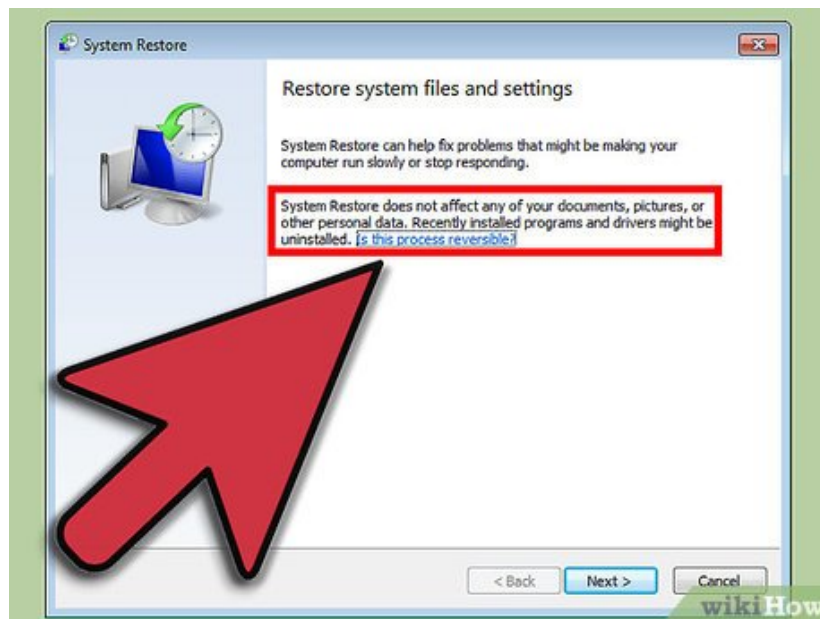 System Restore
Restore system files and settings
System Restore can help fix problems that might be making your
computer run slowly or stop responding.
System Restore does not affect any of your documents, pictures, or
other personal data. Recently installed programs and drivers might be
uninstalled. Is this process reversible?
< Back Next > Cancel
wikiHow